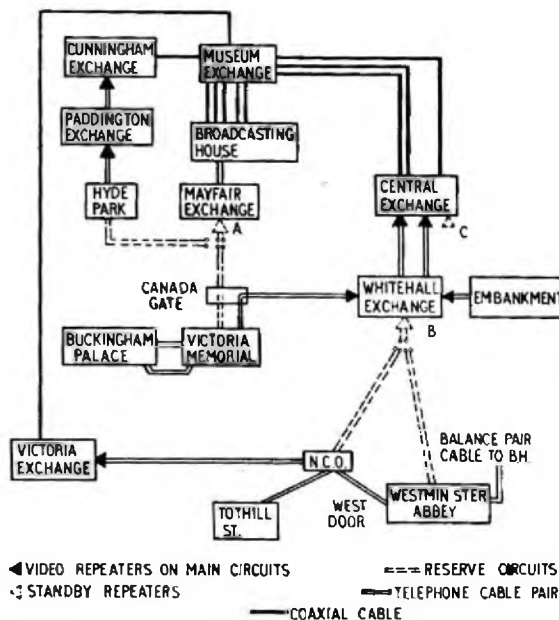 CUNNINGHAM
EXCHANGE
MUSEUM
EXCHANGE
PADDINGTON
EXCHANGE
BROADCASTING
HOUSE
HYDE
PARK
MAYFAIR
EXCHANGE
A
CENTRAL
EXCHANGE
C
CANADA
GATE
WHITEHALL
EXCHANGE
EMBANKMENT
BUCKINGHAM
PALACE
VICTORIA
MEMORIAL
B
VICTORIA
EXCHANGE
N.C.O.
BALANCE PAIR
CABLE TO BH
TOTHILL
ST.
WEST
DOOR
WESTMINSTER
ABBEY
VIDEO REPEATERS ON MAIN CIRCUITS
RESERVE CIRCUITS
STANDBY REPEATERS
TELEPHONE CABLE PAIR
COAXIAL CABLE